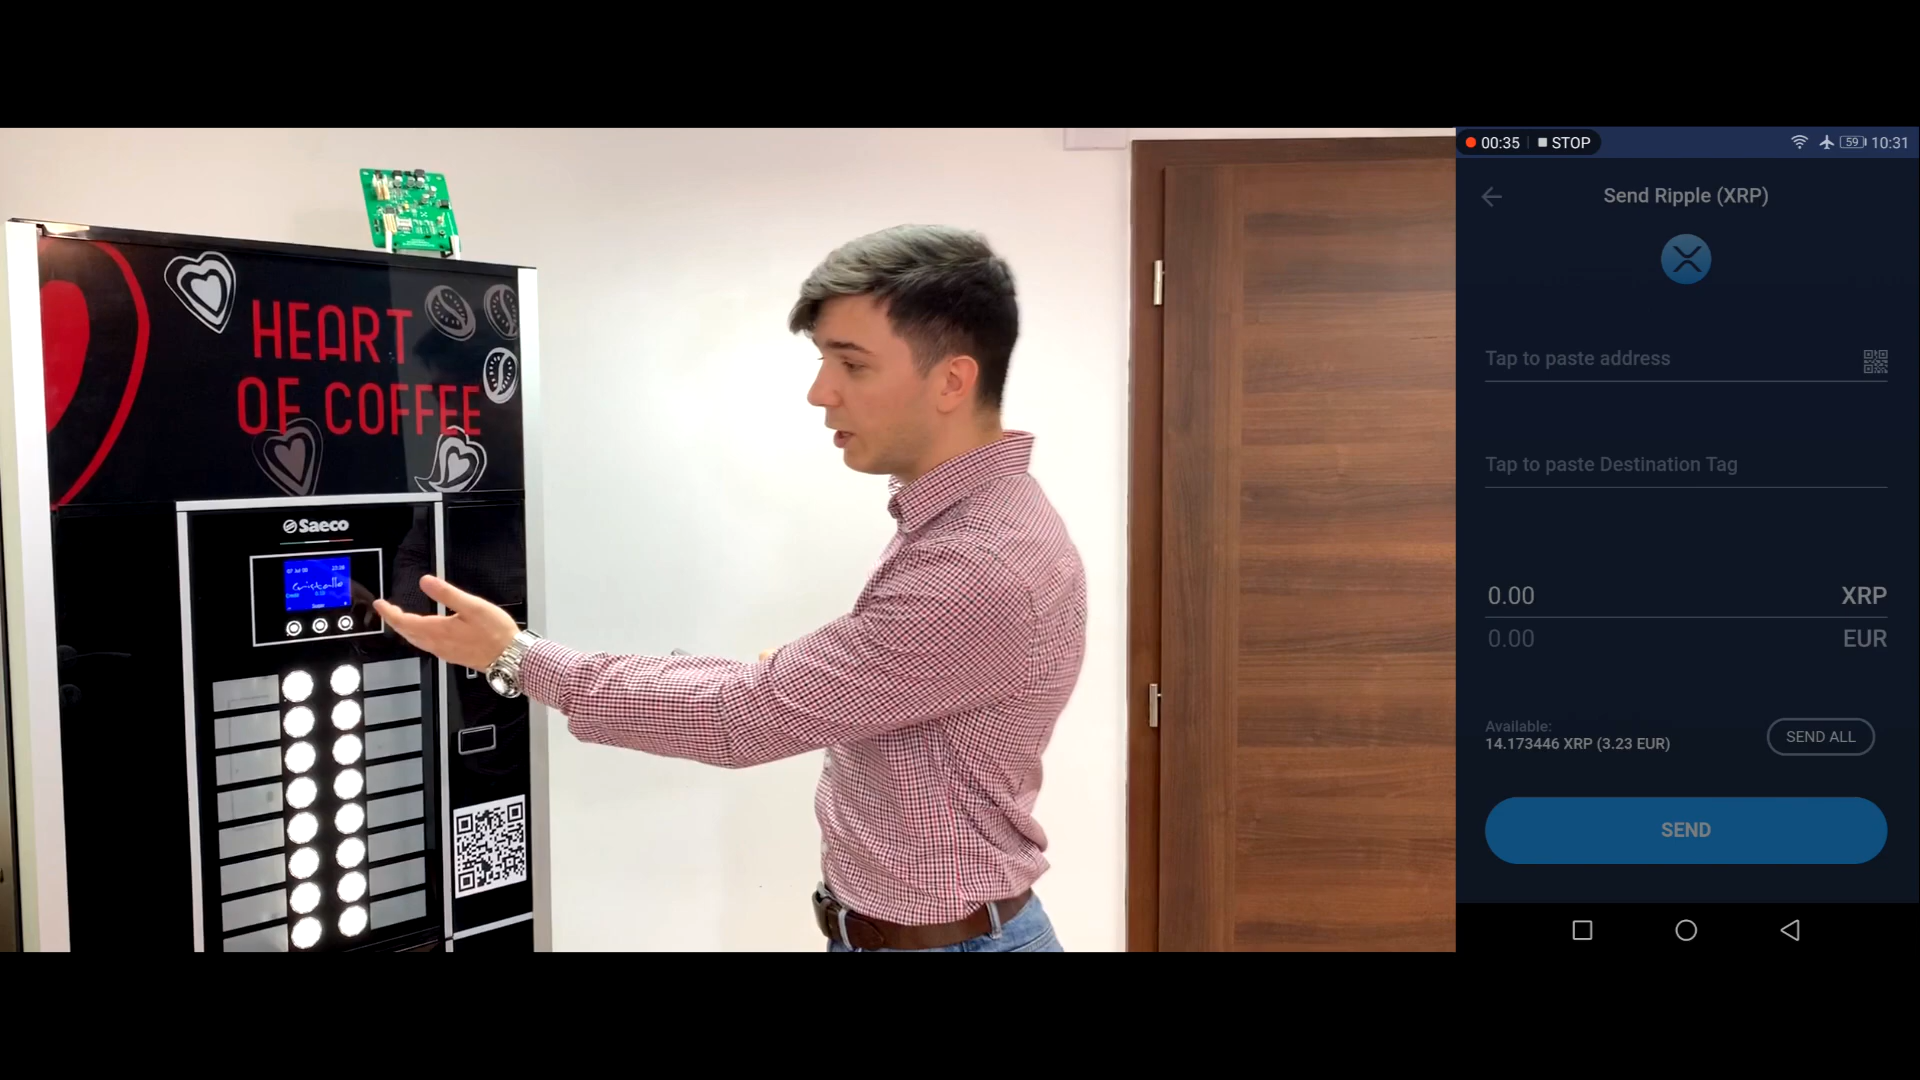 HEART
OF COFFEE
Saeco
00:35
STOP
59
10:31
Send Ripple (XRP)
Tap to paste address
Tap to paste Destination Tag
0.00 XRP
0.00 EUR
Available:
14.173446 XRP (3.23 EUR)
SEND ALL
SEND